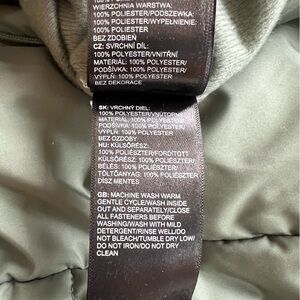 WIERZCHNIA WARSTWA:
100% POLIESTER/PODSZEWKA:
100% POLIESTER/WYPEŁNIENIE:
100% POLIESTER
BEZ ZDOBIEŃ
CZ: SVRCHNÍ DÍL:
100% POLYESTER/VNITŘNÍ
MATERIÁL: 100% POLYESTER/
PODŠÍVKA: 100% POLYESTER/
VÝPLŇ: 100% POLYESTER
BEZ DEKORACE
SK: VRCHNÝ DIEL:
100% POLYESTER/VNÚTORNÝ
MATERIÁL: 100% POLYESTER/
PODŠÍVKA: 100% POLYESTER/
VÝPLŇ: 100% POLYESTER
BEZ OZDOBY
HU: KÜLSŐRÉSZ:
100% POLIÉSZTER/FORDÍTOTT
KÜLSŐRÉSZ: 100% POLIÉSZTER/
BÉLÉS: 100% POLIÉSZTER/
TÖLTŐANYAG: 100% POLIÉSZTER
DÍSZ MENTES
GB: MACHINE WASH WARM
GENTLE CYCLE/WASH INSIDE
OUT AND SEPARATELY/CLOSE
ALL FASTENERS BEFORE
WASHING/WASH WITH MILD
DETERGENT/RINSE WELL/DO
NOT BLEACH/TUMBLE DRY LOW/
DO NOT IRON/DO NOT DRY
CLEAN